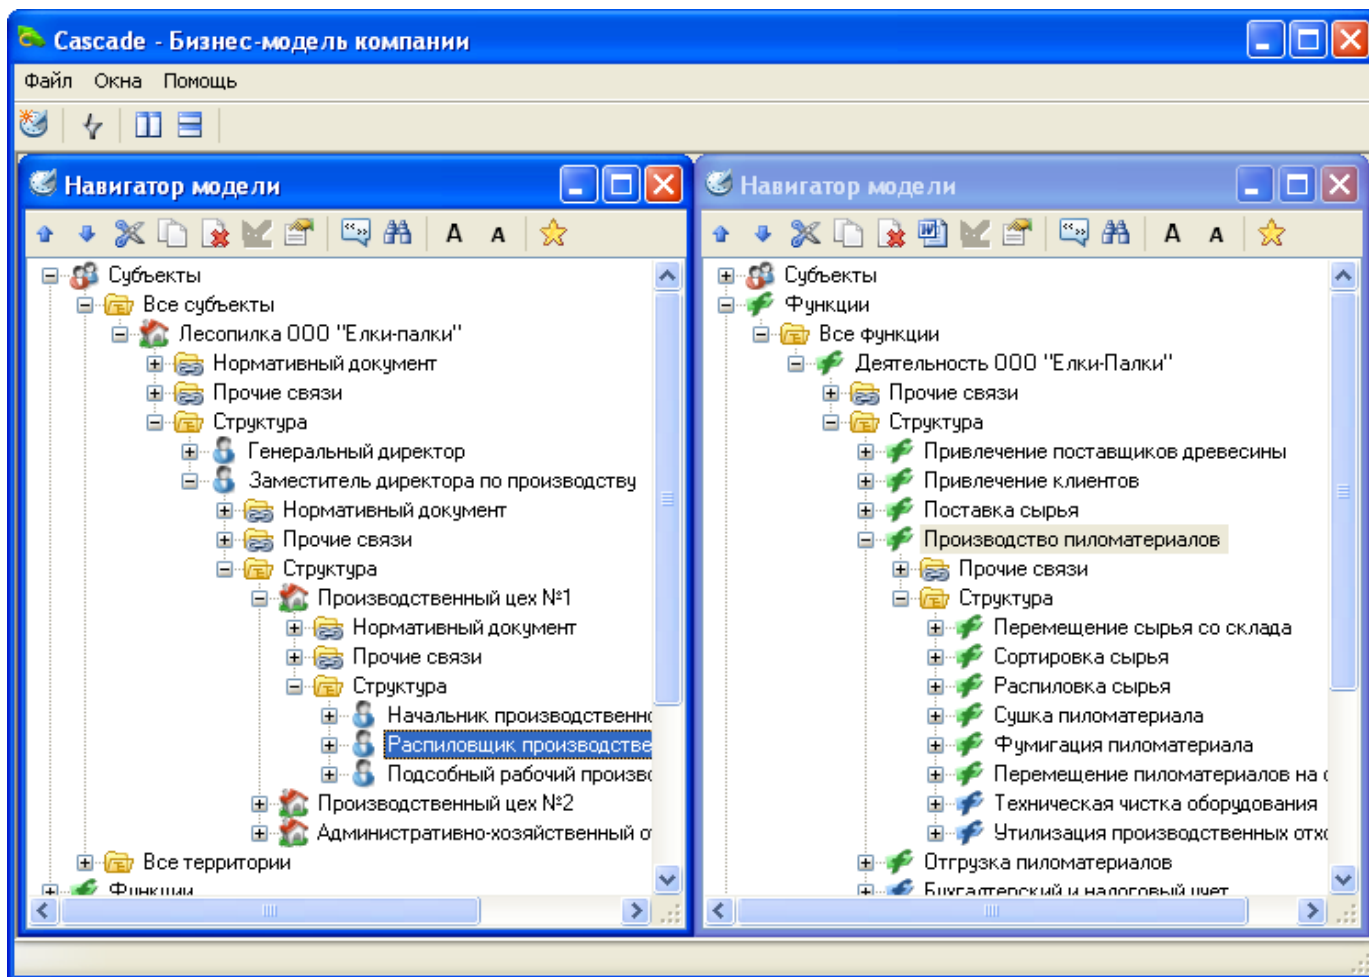 Cascade - Бизнес-модель компании
Файл Окна Помощь
Навигатор модели
A A
Субъекты
Все субъекты
Лесопилка ООО "Елки-палки"
Нормативный документ
Прочие связи
Структура
Генеральный директор
Заместитель директора по производству
Нормативный документ
Прочие связи
Структура
Производственный цех №1
Нормативный документ
Прочие связи
Структура
Начальник производственно
Распиловщик производстве
Подсобный рабочий произво
Производственный цех №2
Административно-хозяйственный о
Все территории
Функции
Навигатор модели
W A A
Субъекты
Функции
Все функции
Деятельность ООО "Елки-Палки"
Прочие связи
Структура
Привлечение поставщиков древесины
Привлечение клиентов
Поставка сырья
Производство пиломатериалов
Прочие связи
Структура
Перемещение сырья со склада
Сортировка сырья
Распиловка сырья
Сушка пиломатериала
Фумигация пиломатериала
Перемещение пиломатериалов на с
Техническая чистка оборудования
Утилизация производственных отхо
Отгрузка пиломатериалов
Бухгалтерский и налоговый учет